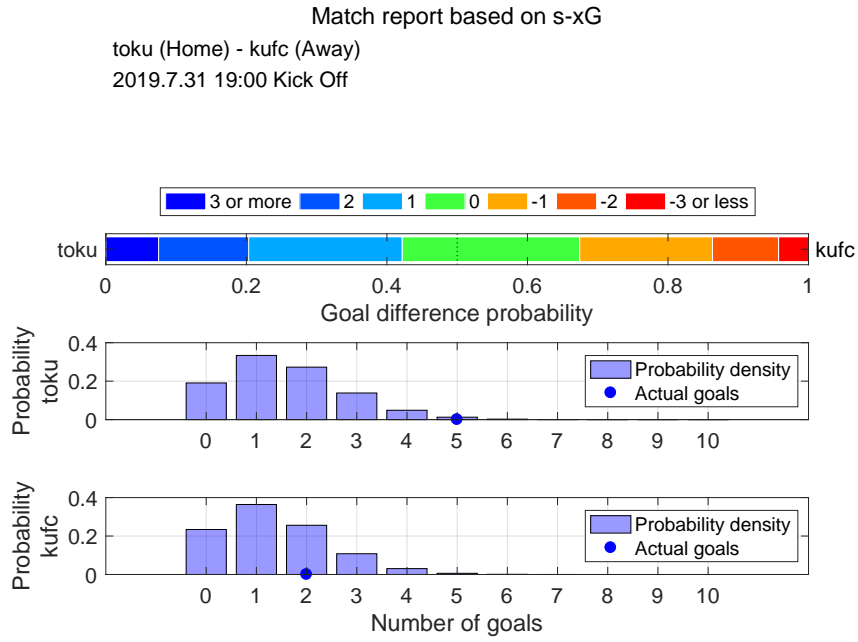 Match report based on s-xG
toku (Home) - kufc (Away)
2019.7.31 19:00 Kick Off
3 or more 2 1 0 -1 -2 -3 or less
toku kufc
0 0.2 0.4 0.6 0.8 1
Goal difference probability
Probability
toku
0.4
0.2
0
Probability density
Actual goals
0 1 2 3 4 5 6 7 8 9 10
Probability
kufc
0.4
0.2
0
Probability density
Actual goals
0 1 2 3 4 5 6 7 8 9 10
Number of goals